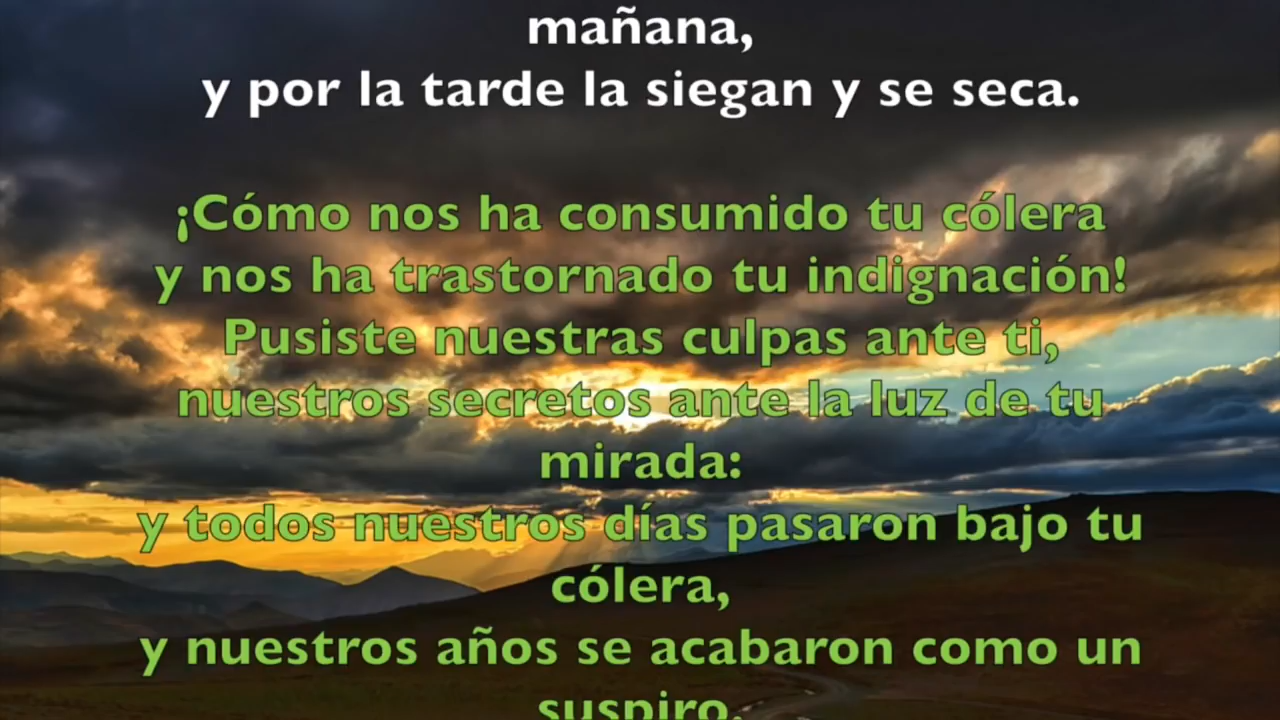 mañana,
y por la tarde la siegan y se seca.
¡Cómo nos ha consumido tu cólera
y nos ha trastornado tu indignación!
Pusiste nuestras culpas ante ti,
nuestros secretos ante la luz de tu
mirada:
y todos nuestros días pasaron bajo tu
cólera,
y nuestros años se acabaron como un
suspiro.